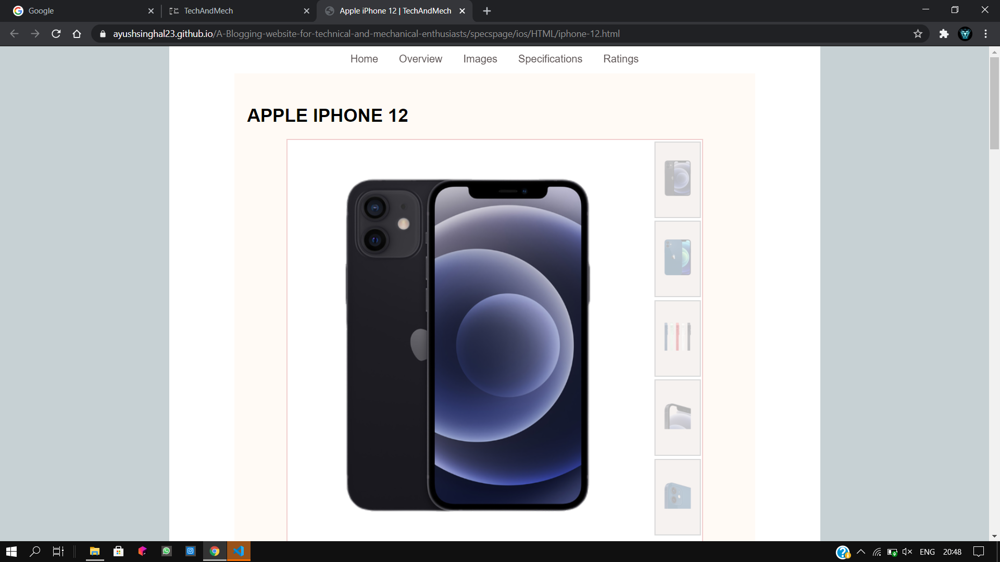 Google
TechAndMech
Apple iPhone 12 | TechAndMech
ayushsinghal23.github.io/A-Blogging-website-for-technical-and-mechanical-enthusiasts/specspage/ios/HTML/iphone-12.html
Home Overview Images Specifications Ratings
APPLE IPHONE 12
ENG 20:48